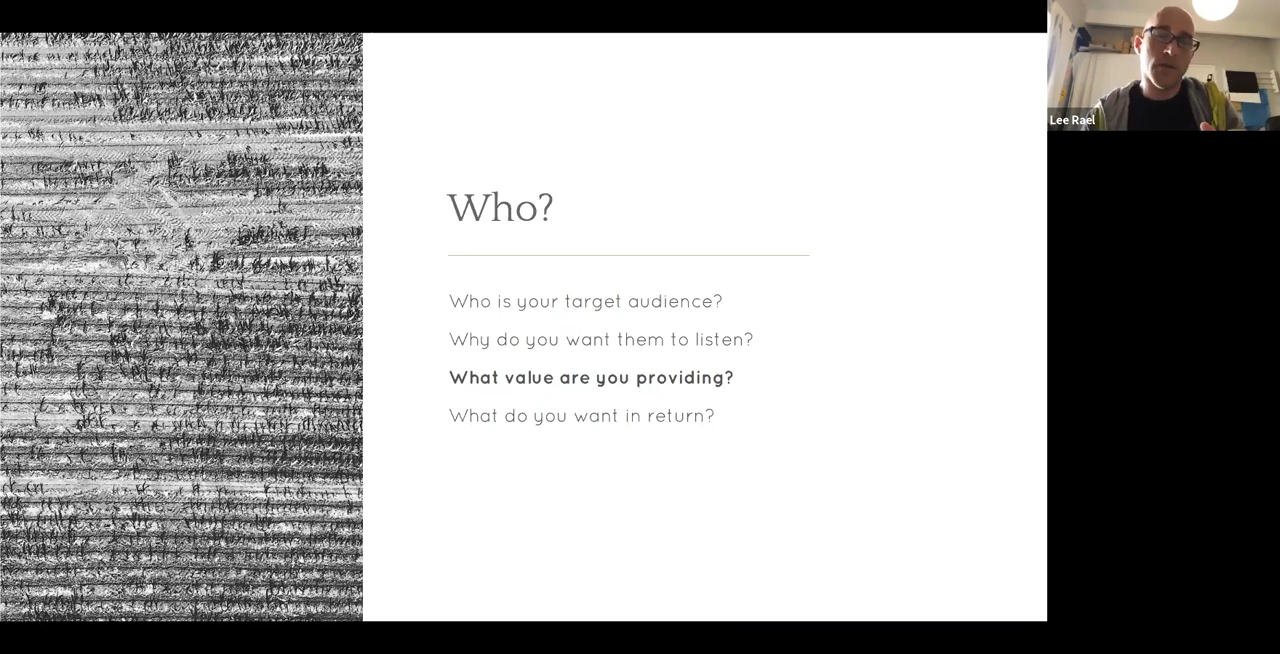 Who?
Who is your target audience?
Why do you want them to listen?
What value are you providing?
What do you want in return?
Lee Rael